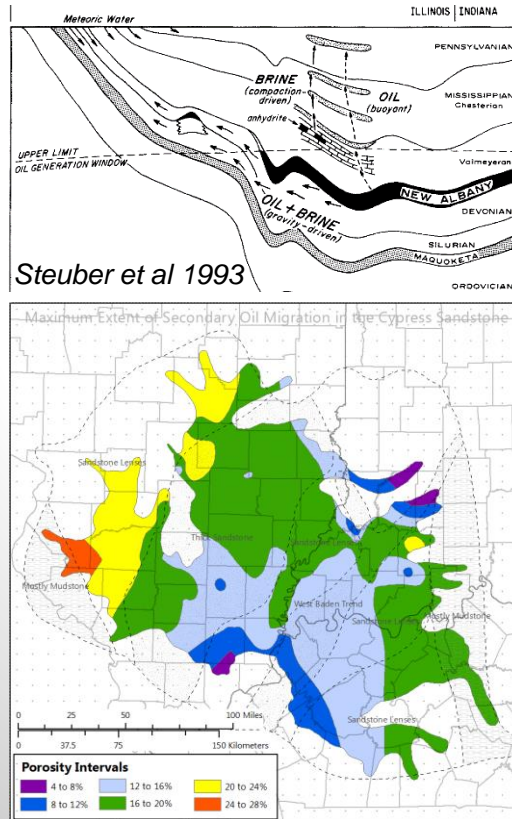 ILLINOIS | INDIANA
Meteoric Water
PENNSYLVANIAN
BRINE
(compaction-
driven)
OIL
(buoyant)
MISSISSIPPIAN
Chesterian
anhydrite
UPPER LIMIT
OIL GENERATION WINDOW
Valmeyeran
NEW ALBANY
OIL + BRINE
(gravity-driven)
DEVONIAN
SILURIAN
MAQUOKETA
ORDOVICIAN
Steuber et al 1993
Maximum Extent of Secondary Oil Migration in the Cypress Sandstone
Sandstone Lenses
Thick Sandstone
Sandstone Lenses
Mostly Mudstone
West Baden Trend
Sandstone Lenses
Mostly Mudstone
Sandstone Lenses
0 25 50 100 Miles
0 37.5 75 150 Kilometers
Porosity Intervals
4 to 8% 12 to 16% 20 to 24%
8 to 12% 16 to 20% 24 to 28%